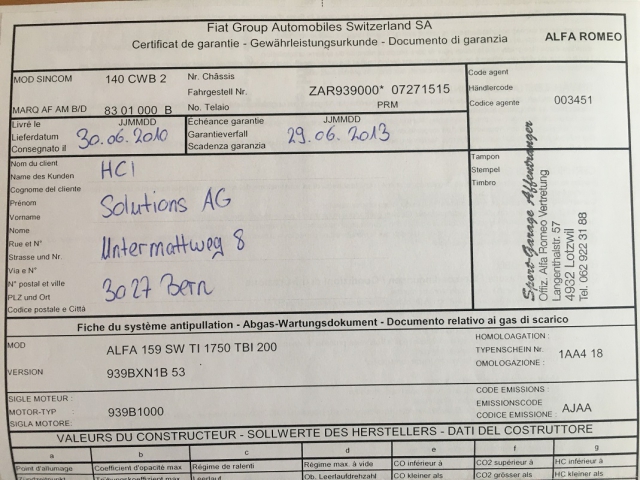 Fiat Group Automobiles Switzerland SA
Certificat de garantie - Gewährleistungsurkunde - Documento di garanzia
ALFA ROMEO
MOD SINCOM 140 CWB 2
Nr. Châssis
Fahrgestell Nr. ZAR939000* 07271515
No. Telaio PRM
MARQ AF AM B/D 83 01 000 B
Code agent
Händlercode
Codice agente 003451
Livré le JJMMDD
Lieferdatum 30.06.2010
Consegnato il
Echéance garantie JJMMDD
Garantieverfall 29.06.2013
Scadenza garanzia
Nom du client
Name des Kunden HCI
Cognome del cliente
Prénom
Vorname Solutions AG
Nome
Rue et N°
Strasse und Nr. Untermattweg 8
Via e N°
N° postal et ville
PLZ und Ort 3027 Bern
Codice postale e Città
Tampon
Stempel
Timbro
Sport-Garage Affentranger
Offiz. Alfa Romeo Vertretung
Langenthalstr. 57
4932 Lotzwil
Tel. 062 922 31 88
Fiche du système antipullation - Abgas-Wartungsdokument - Documento relativo ai gas di scarico
MOD ALFA 159 SW TI 1750 TBI 200
VERSION 939BXN1B 53
HOMOLOAGATION :
TYPENSCHEIN Nr. 1AA4 18
OMOLOGAZIONE :
SIGLE MOTEUR :
MOTOR-TYP : 939B1000
SIGLA MOTORE:
CODE EMISSIONS :
EMISSIONSCODE
CODICE EMISSIONE : AJAA
VALEURS DU CONSTRUCTEUR - SOLLWERTE DES HERSTELLERS - DATI DEL COSTRUTTORE
a b c d e f g
Point d'allumage Coefficient d'opacité max Régime de ralenti Régime max. à vide CO inférieur à CO2 supérieur à HC inférieur à
Zündzeitpunkt Trübungskoeffizient max Leerlauf Ob. Leerlaufdrehzahl CO kleiner als CO2 grösser als HC kleiner als